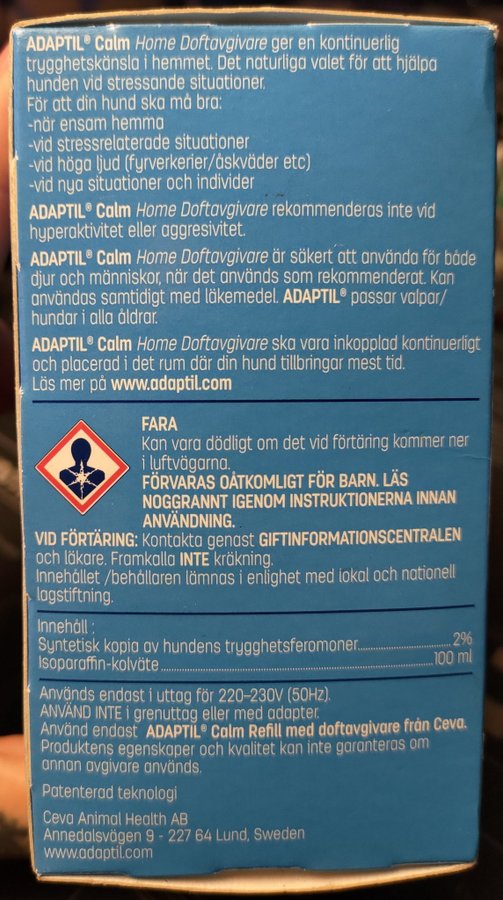 ADAPTIL® Calm Home Doftavgivare ger en kontinuerlig
trygghetskänsla i hemmet. Det naturliga valet för att hjälpa
hunden vid stressande situationer.
För att din hund ska må bra:
-när ensam hemma
-vid stressrelaterade situationer
-vid höga ljud (fyrverkerier/åskväder etc)
-vid nya situationer och individer
ADAPTIL® Calm Home Doftavgivare rekommenderas inte vid
hyperaktivitet eller aggresivitet.
ADAPTIL® Calm Home Doftavgivare är säkert att använda för både
djur och människor, när det används som rekommenderat. Kan
användas samtidigt med läkemedel. ADAPTIL® passar valpar/
hundar i alla åldrar.
ADAPTIL® Calm Home Doftavgivare ska vara inkopplad kontinuerligt
och placerad i det rum där din hund tillbringar mest tid.
Läs mer på www.adaptil.com
FARA
Kan vara dödligt om det vid förtäring kommer ner
i luftvägarna.
FÖRVARAS OÅTKOMLIGT FÖR BARN. LÄS
NOGGRANNT IGENOM INSTRUKTIONERNA INNAN
ANVÄNDNING.
VID FÖRTÄRING: Kontakta genast GIFTINFORMATIONSCENTRALEN
och läkare. Framkalla INTE kräkning.
Innehållet /behållaren lämnas i enlighet med lokal och nationell
lagstiftning.
Innehåll :
Syntetisk kopia av hundens trygghetsferomoner..................... 2%
Isoparaffin-kolväte..................................................................100 ml
Används endast i uttag för 220-230V (50Hz).
ANVÄND INTE i grenuttag eller med adapter.
Använd endast ADAPTIL® Calm Refill med doftavgivare från Ceva.
Produktens egenskaper och kvalitet kan inte garanteras om
annan avgivare används.
Patenterad teknologi
Ceva Animal Health AB
Annedalsvägen 9 - 227 64 Lund, Sweden
www.adaptil.com